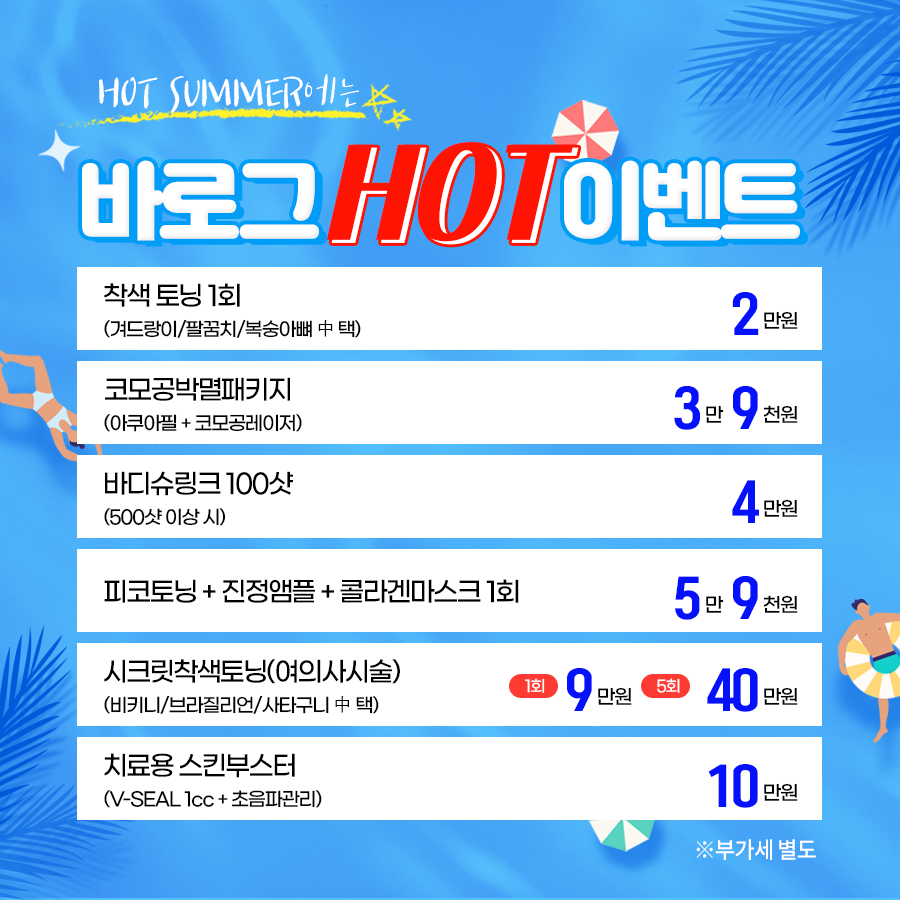 HOT SUMMER에는
바로그 HOT 이벤트
착색 토닝 1회
(겨드랑이/팔꿈치/복숭아뼈 中 택)
2만원
코모공박멸패키지
(아쿠아필 + 코모공레이저)
3만 9천원
바디슈링크 100샷
(500샷 이상 시)
4만원
피코토닝 + 진정앰플 + 콜라겐마스크 1회
5만 9천원
시크릿착색토닝(여의사시술)
(비키니/브라질리언/사타구니 中 택)
1회 9만원 5회 40만원
치료용 스킨부스터
(V-SEAL 1cc + 초음파관리)
10만원
※부가세 별도